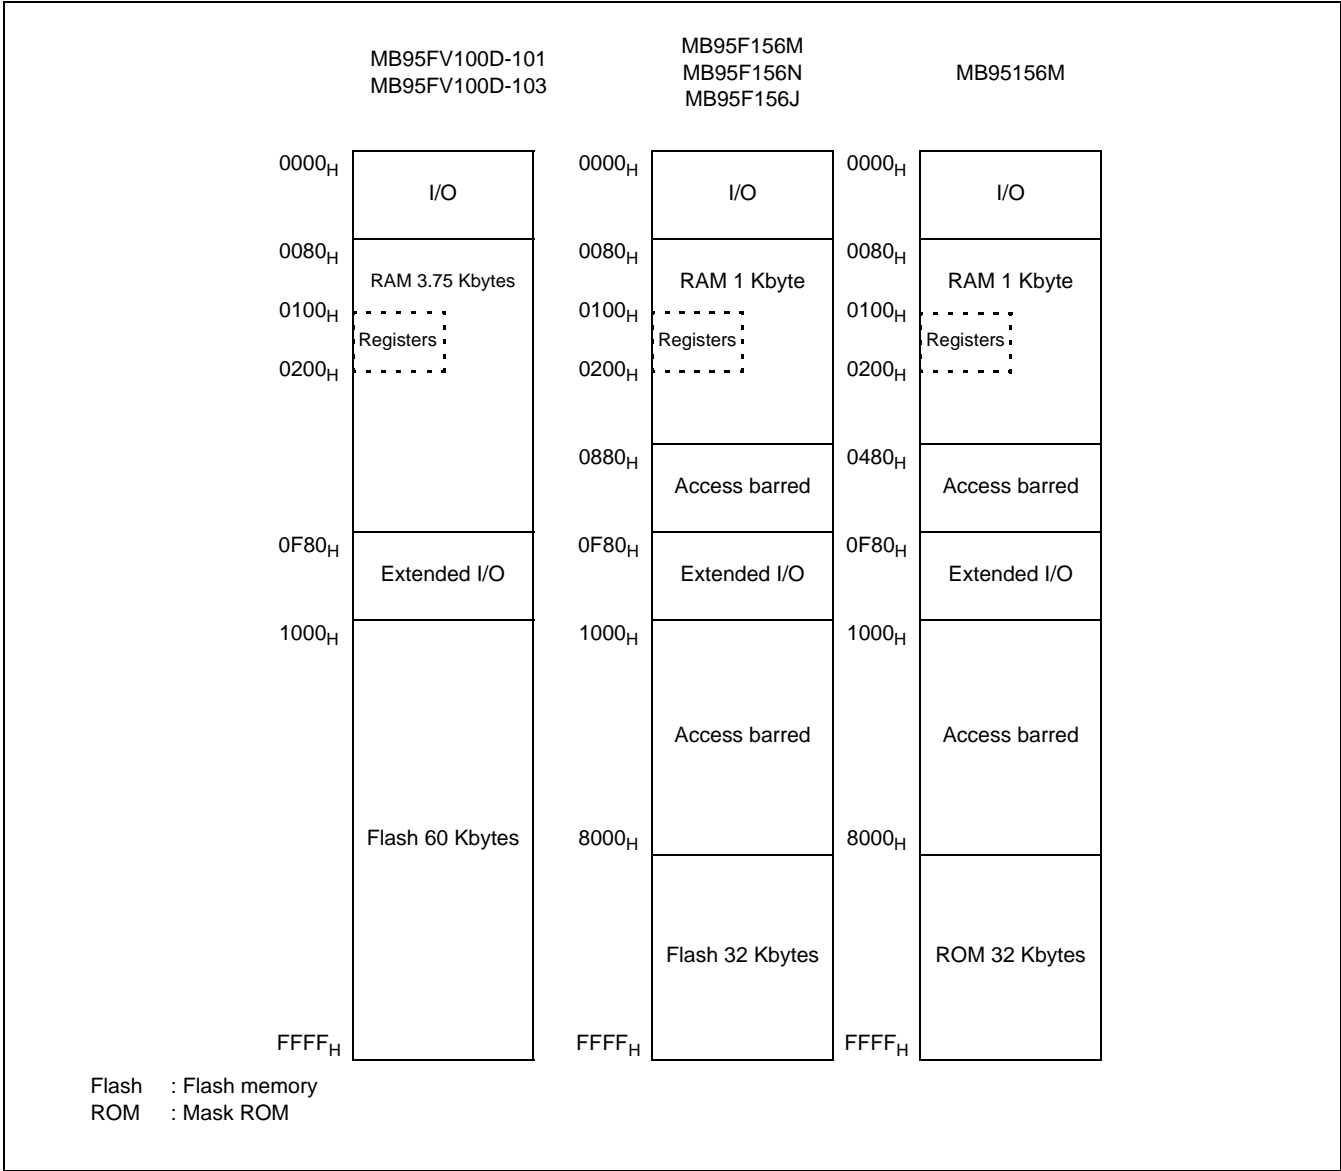 MB95FV100D-101
MB95FV100D-103
MB95F156M
MB95F156N
MB95F156J
MB95156M
0000H
I/O
0080H
RAM 3.75 Kbytes
0100H
Registers
0200H
0F80H
Extended I/O
1000H
Flash 60 Kbytes
FFFFH
0000H
I/O
0080H
RAM 1 Kbyte
0100H
Registers
0200H
0880H
Access barred
0F80H
Extended I/O
1000H
Access barred
8000H
Flash 32 Kbytes
FFFFH
0000H
I/O
0080H
RAM 1 Kbyte
0100H
Registers
0200H
0480H
Access barred
0F80H
Extended I/O
1000H
Access barred
8000H
ROM 32 Kbytes
FFFFH
Flash : Flash memory
ROM : Mask ROM